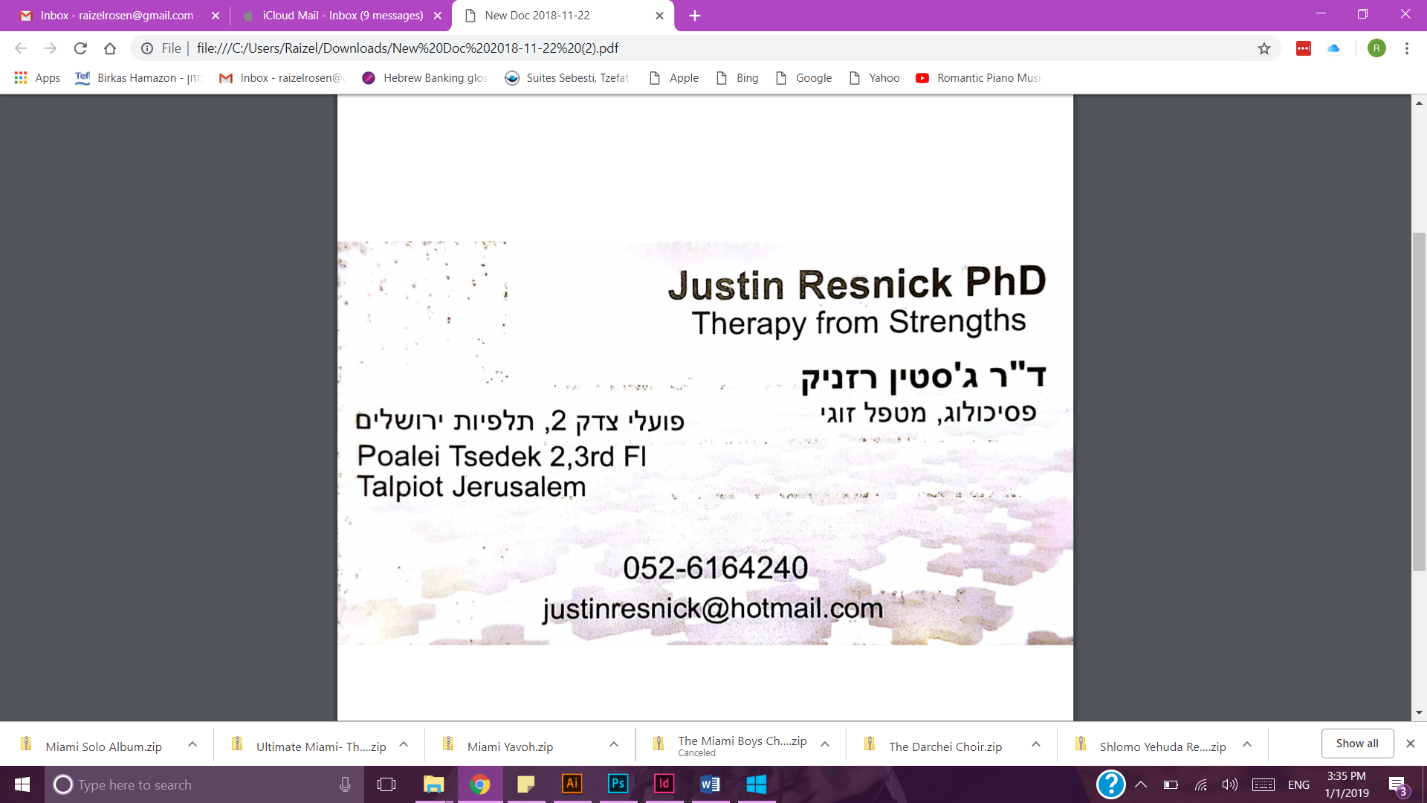 Inbox - raizelrosen@gmail.com -
iCloud Mail - Inbox (9 messages)
New Doc 2018-11-22
File
file:///C:/Users/Raizel/Downloads/New%20Doc%202018-11-22%20(2).pdf
R
Apps
Tef
Birkas Hamazon -
Inbox - raizelrosen@g
Hebrew Banking glos
Suites Sebesti, Tzefat
Apple
Bing
Google
Yahoo
Romantic Piano Musi
Justin Resnick PhD
Therapy from Strengths
ד"ר ג'סטין רזניק
פסיכולוג, מטפל זוגי
פועלי צדק 2, תלפיות ירושלים
Poalei Tsedek 2,3rd Fl
Talpiot Jerusalem
052-6164240
justinresnick@hotmail.com
Miami Solo Album.zip
Ultimate Miami- Th....zip
Miami Yavoh.zip
The Miami Boys Ch....zip
Canceled
The Darchei Choir.zip
Shlomo Yehuda Re....zip
Show all
Type here to search
Ai
Ps
Id
ENG
3:35 PM
1/1/2019
3